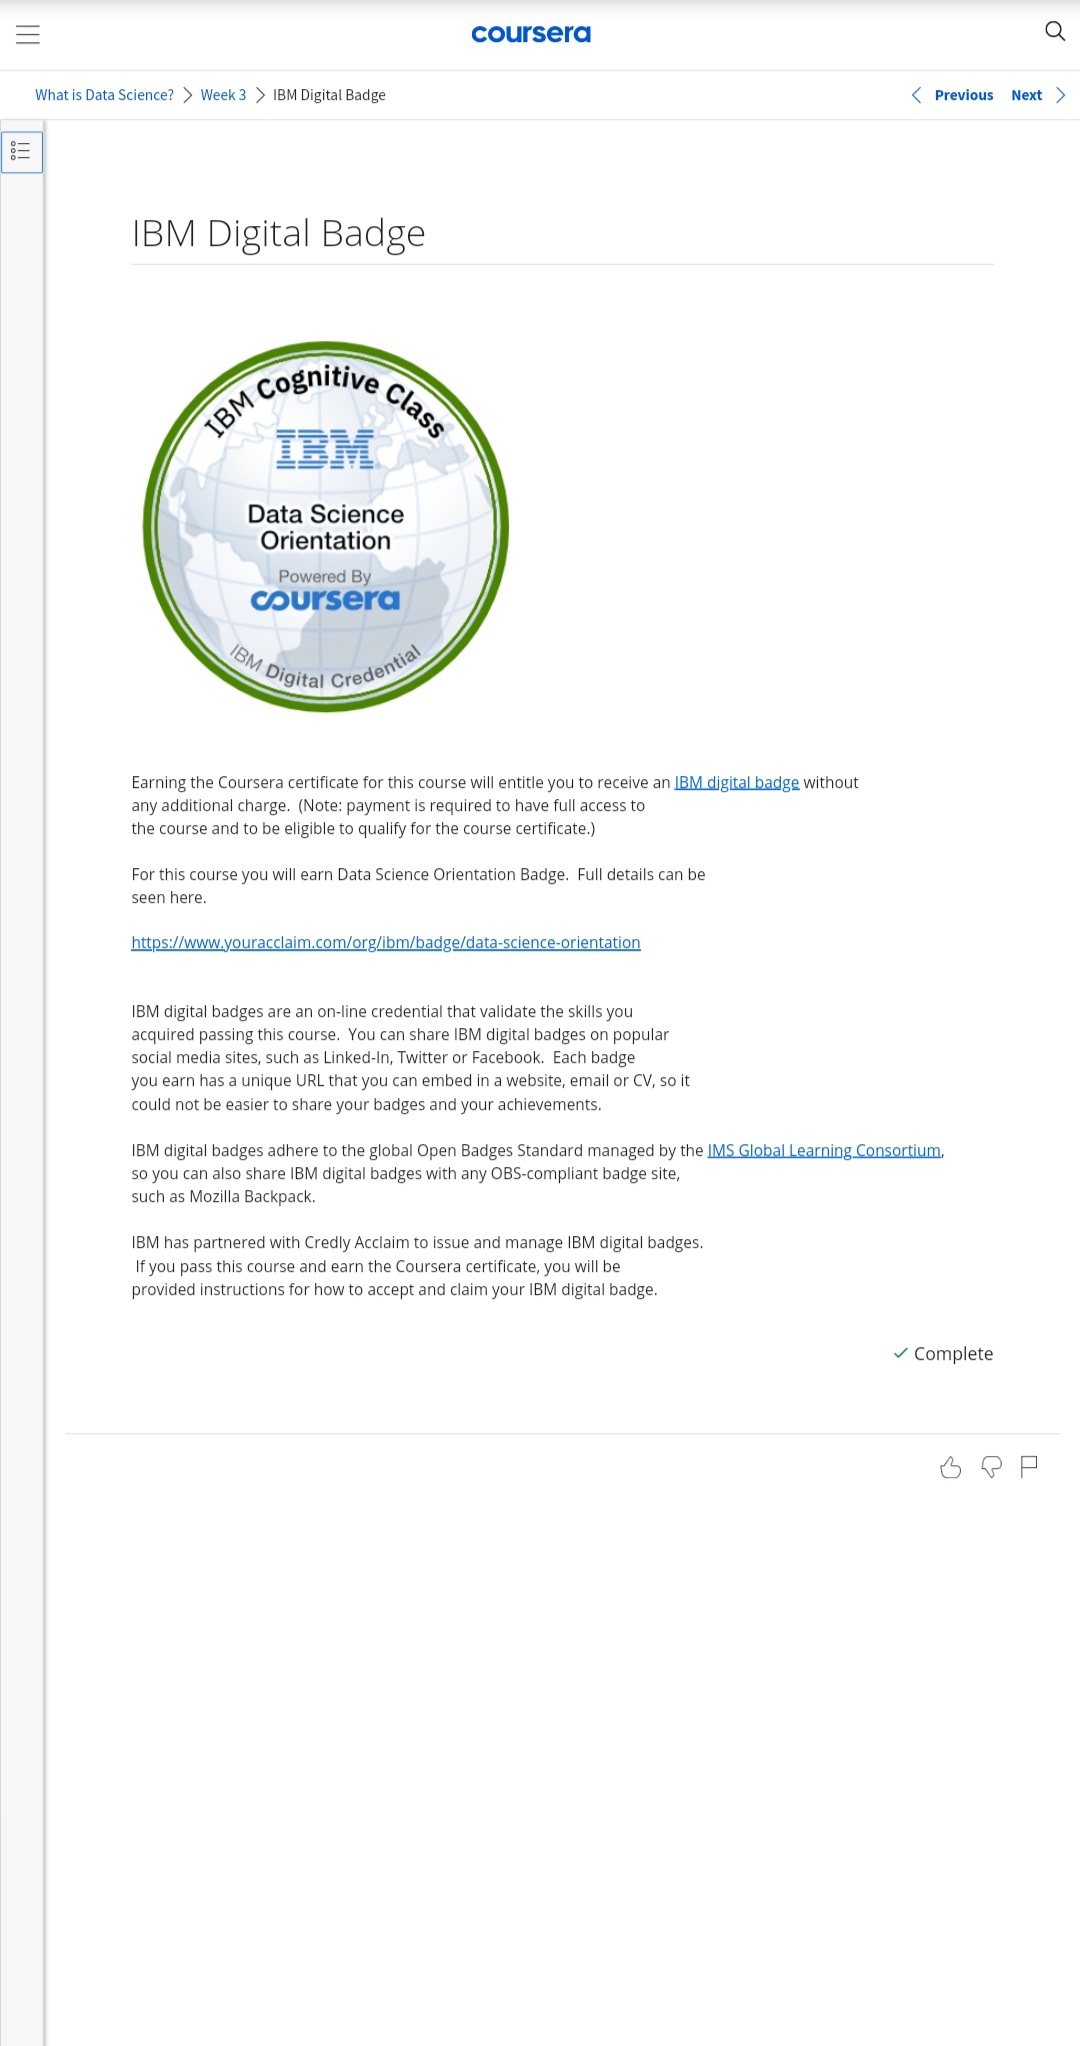 coursera
What is Data Science? > Week 3 > IBM Digital Badge
Previous Next
IBM Digital Badge
IBM Cognitive Class
IBM
Data Science
Orientation
Powered By
coursera
IBM Digital Credential
Earning the Coursera certificate for this course will entitle you to receive an IBM digital badge without
any additional charge.  (Note: payment is required to have full access to
the course and to be eligible to qualify for the course certificate.)
For this course you will earn Data Science Orientation Badge.  Full details can be
seen here.
https://www.youracclaim.com/org/ibm/badge/data-science-orientation
IBM digital badges are an on-line credential that validate the skills you
acquired passing this course.  You can share IBM digital badges on popular
social media sites, such as Linked-In, Twitter or Facebook.  Each badge
you earn has a unique URL that you can embed in a website, email or CV, so it
could not be easier to share your badges and your achievements.
IBM digital badges adhere to the global Open Badges Standard managed by the IMS Global Learning Consortium,
so you can also share IBM digital badges with any OBS-compliant badge site,
such as Mozilla Backpack.
IBM has partnered with Credly Acclaim to issue and manage IBM digital badges.
If you pass this course and earn the Coursera certificate, you will be
provided instructions for how to accept and claim your IBM digital badge.
Complete